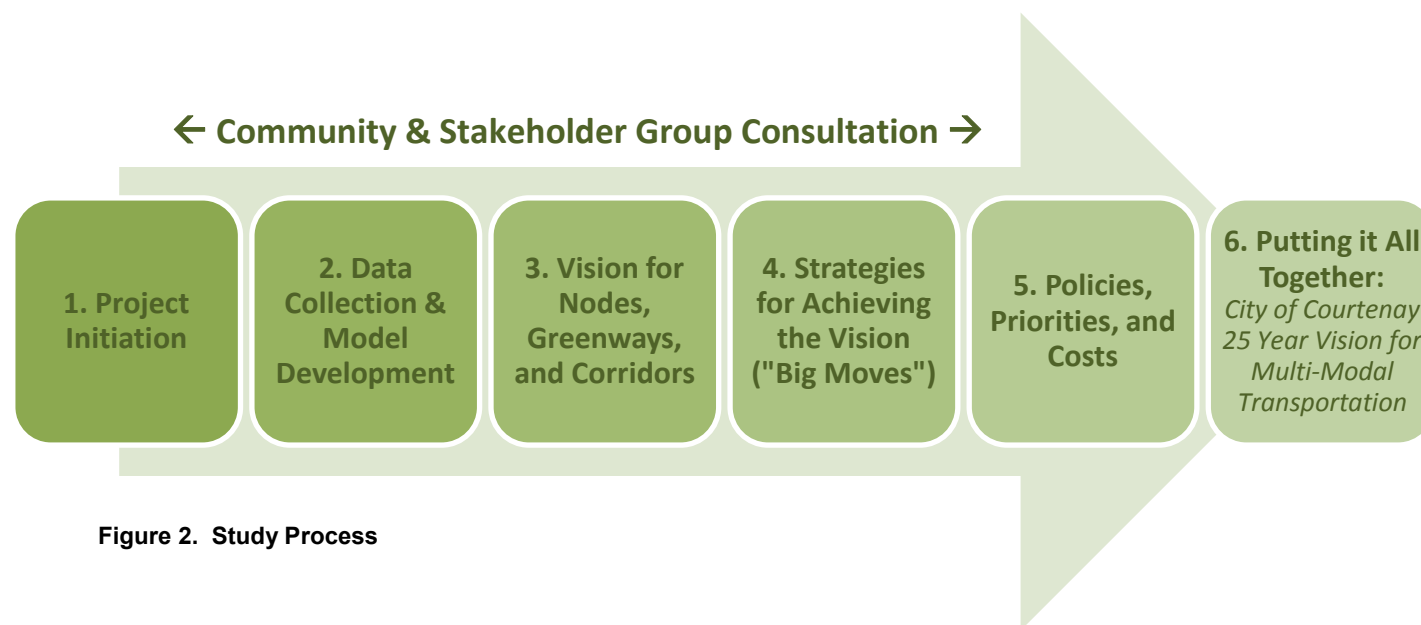 ← Community & Stakeholder Group Consultation →
1. Project
Initiation
2. Data
Collection &
Model
Development
3. Vision for
Nodes,
Greenways,
and Corridors
4. Strategies
for Achieving
the Vision
("Big Moves")
5. Policies,
Priorities, and
Costs
6. Putting it All
Together:
City of Courtenay
25 Year Vision for
Multi-Modal
Transportation
Figure 2. Study Process